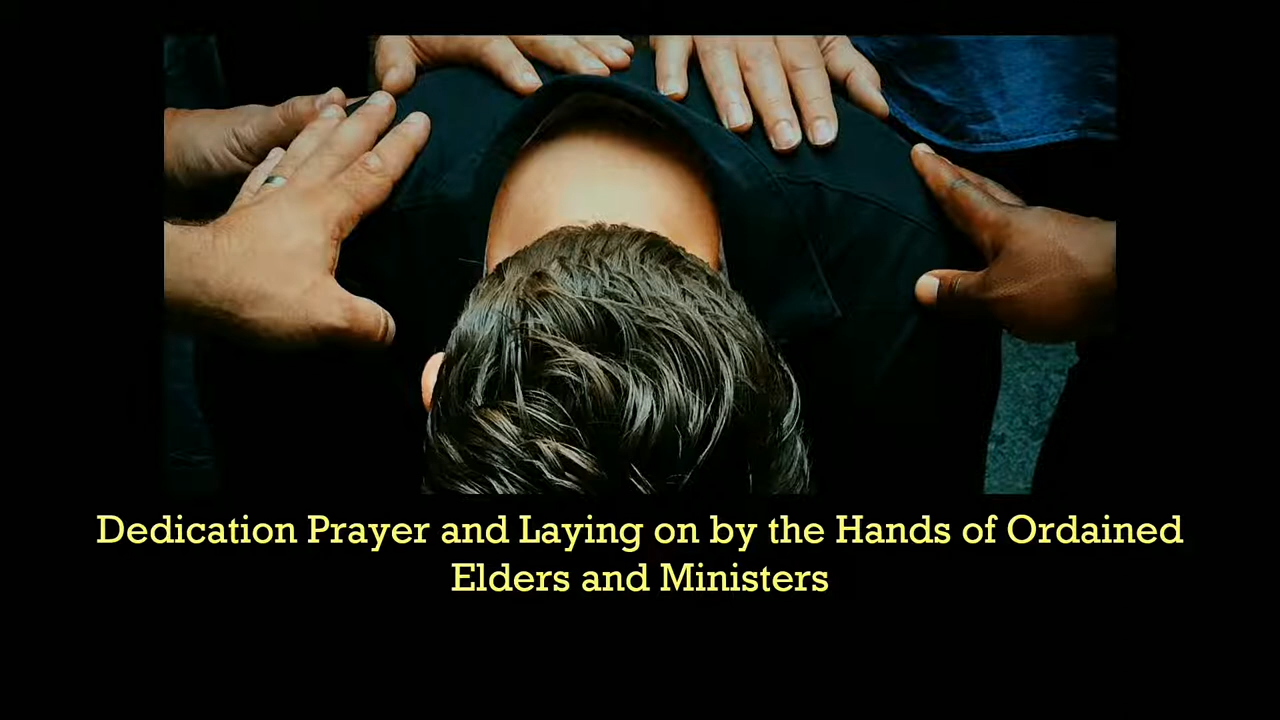 Dedication Prayer and Laying on by the Hands of Ordained
Elders and Ministers